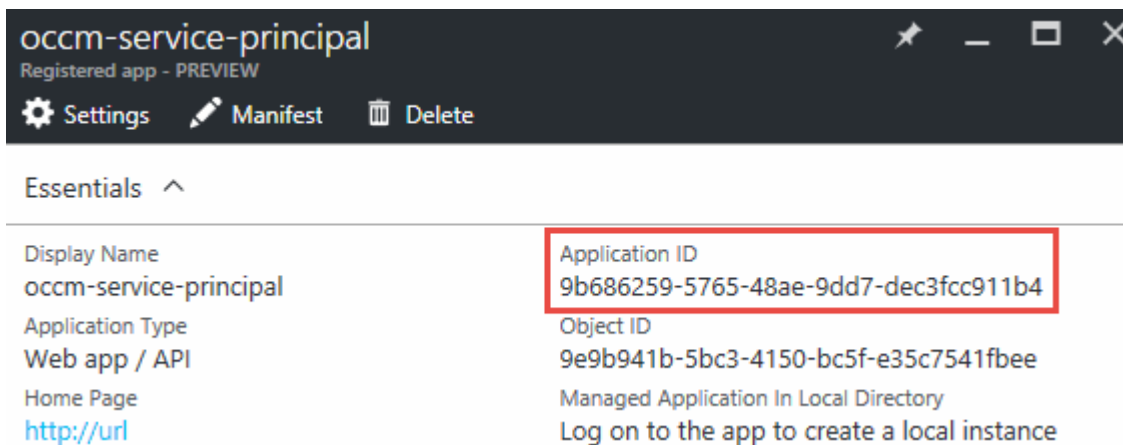 occm-service-principal
Registered app - PREVIEW
Settings Manifest Delete
Essentials
Display Name
occm-service-principal
Application Type
Web app / API
Home Page
http://url
Application ID
9b686259-5765-48ae-9dd7-dec3fcc911b4
Object ID
9e9b941b-5bc3-4150-bc5f-e35c7541fbee
Managed Application In Local Directory
Log on to the app to create a local instance